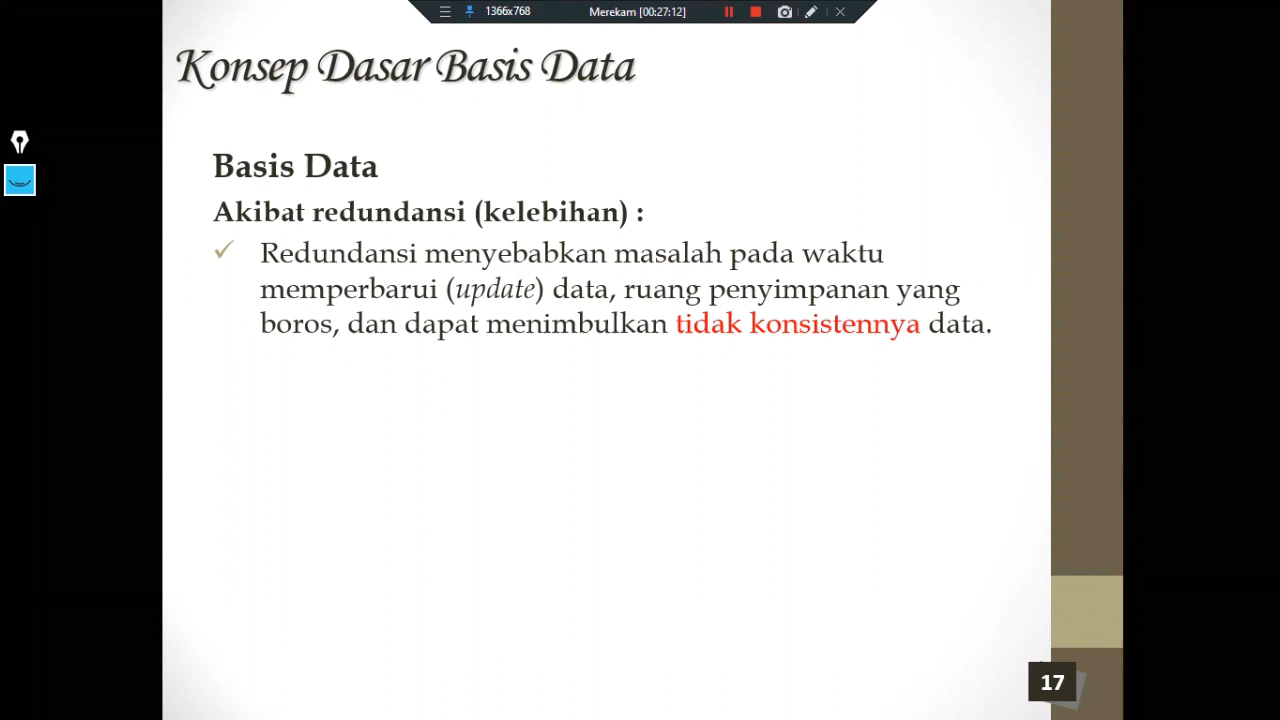 1366x768 Merekam [00:27:12]
Konsep Dasar Basis Data
Basis Data
Akibat redundansi (kelebihan) :
Redundansi menyebabkan masalah pada waktu
memperbarui (update) data, ruang penyimpanan yang
boros, dan dapat menimbulkan tidak konsistennya data.
17